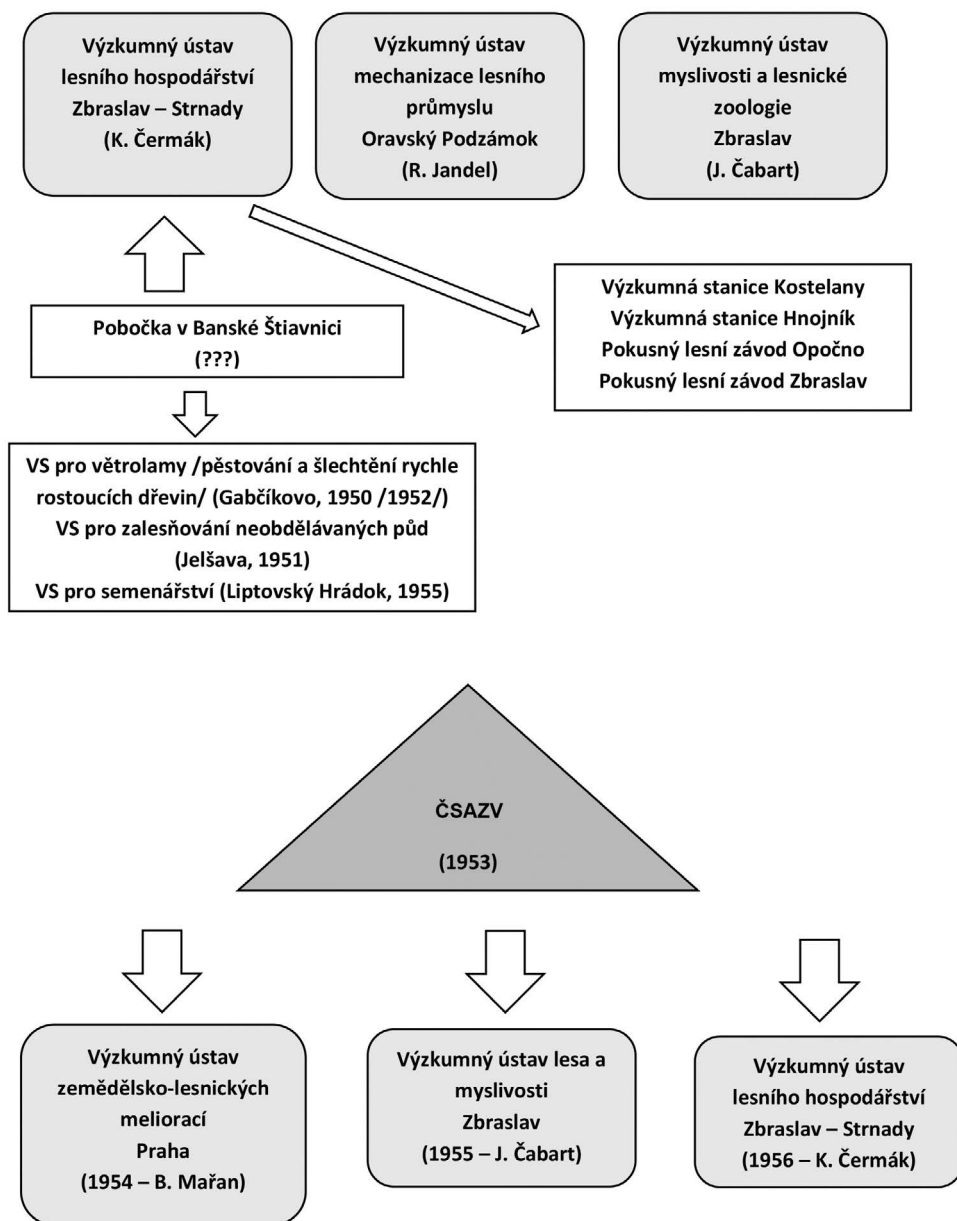 Výzkumný ústav
lesního hospodářství
Zbraslav – Strnady
(K. Čermák)
Výzkumný ústav
mechanizace lesního
průmyslu
Oravský Podzámok
(R. Jandel)
Výzkumný ústav
myslivosti a lesnické
zoologie
Zbraslav
(J. Čabart)
Pobočka v Banské Štiavnici
(???)
Výzkumná stanice Kostelany
Výzkumná stanice Hnojník
Pokusný lesní závod Opočno
Pokusný lesní závod Zbraslav
VS pro větrolamy /pěstování a šlechtění rychle
rostoucích dřevin/ (Gabčíkovo, 1950 /1952/)
VS pro zalesňování neobdělávaných půd
(Jelšava, 1951)
VS pro semenářství (Liptovský Hrádok, 1955)
ČSAZV
(1953)
Výzkumný ústav
zemědělsko-lesnických
meliorací
Praha
(1954 – B. Mařan)
Výzkumný ústav lesa a
myslivosti
Zbraslav
(1955 – J. Čabart)
Výzkumný ústav
lesního hospodářství
Zbraslav – Strnady
(1956 – K. Čermák)